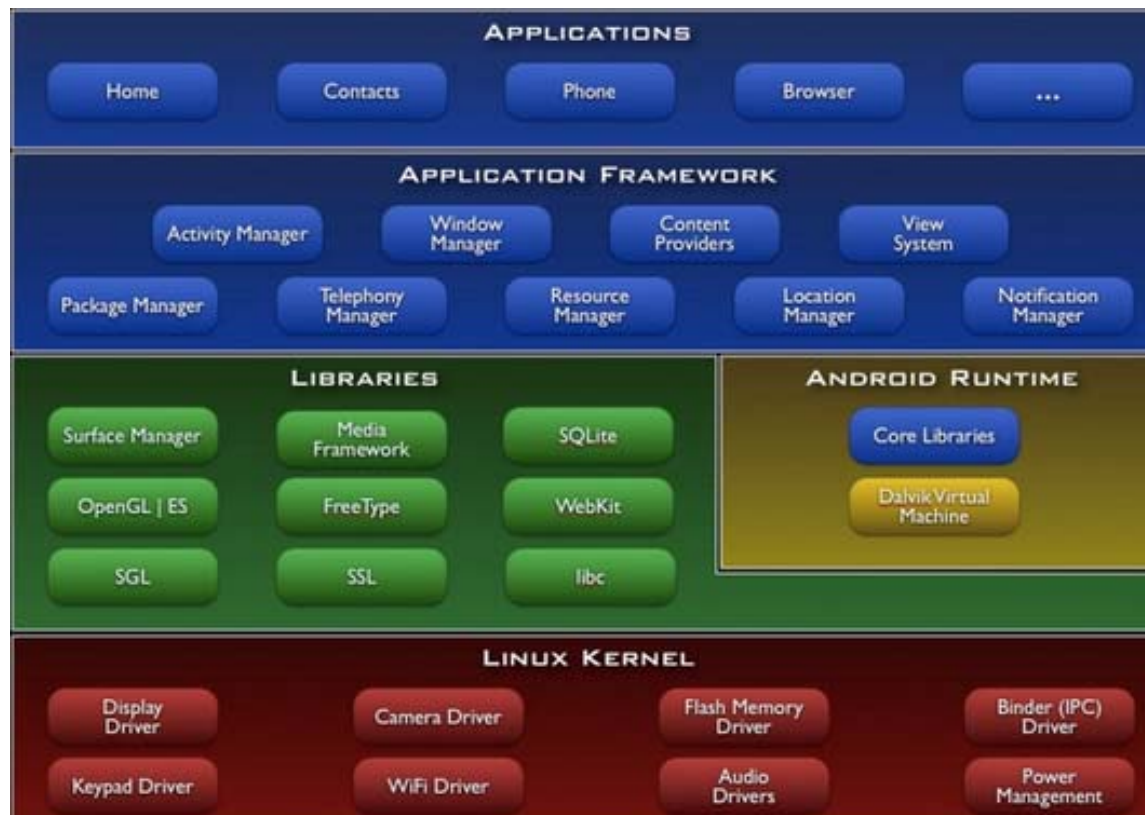 APPLICATIONS
Home
Contacts
Phone
Browser
...
APPLICATION FRAMEWORK
Activity Manager
Window
Manager
Content
Providers
View
System
Package Manager
Telephony
Manager
Resource
Manager
Location
Manager
Notification
Manager
LIBRARIES
Surface Manager
Media
Framework
SQLite
OpenGL | ES
FreeType
WebKit
SGL
SSL
libc
ANDROID RUNTIME
Core Libraries
Dalvik Virtual
Machine
LINUX KERNEL
Display
Driver
Camera Driver
Flash Memory
Driver
Binder (IPC)
Driver
Keypad Driver
WiFi Driver
Audio
Drivers
Power
Management